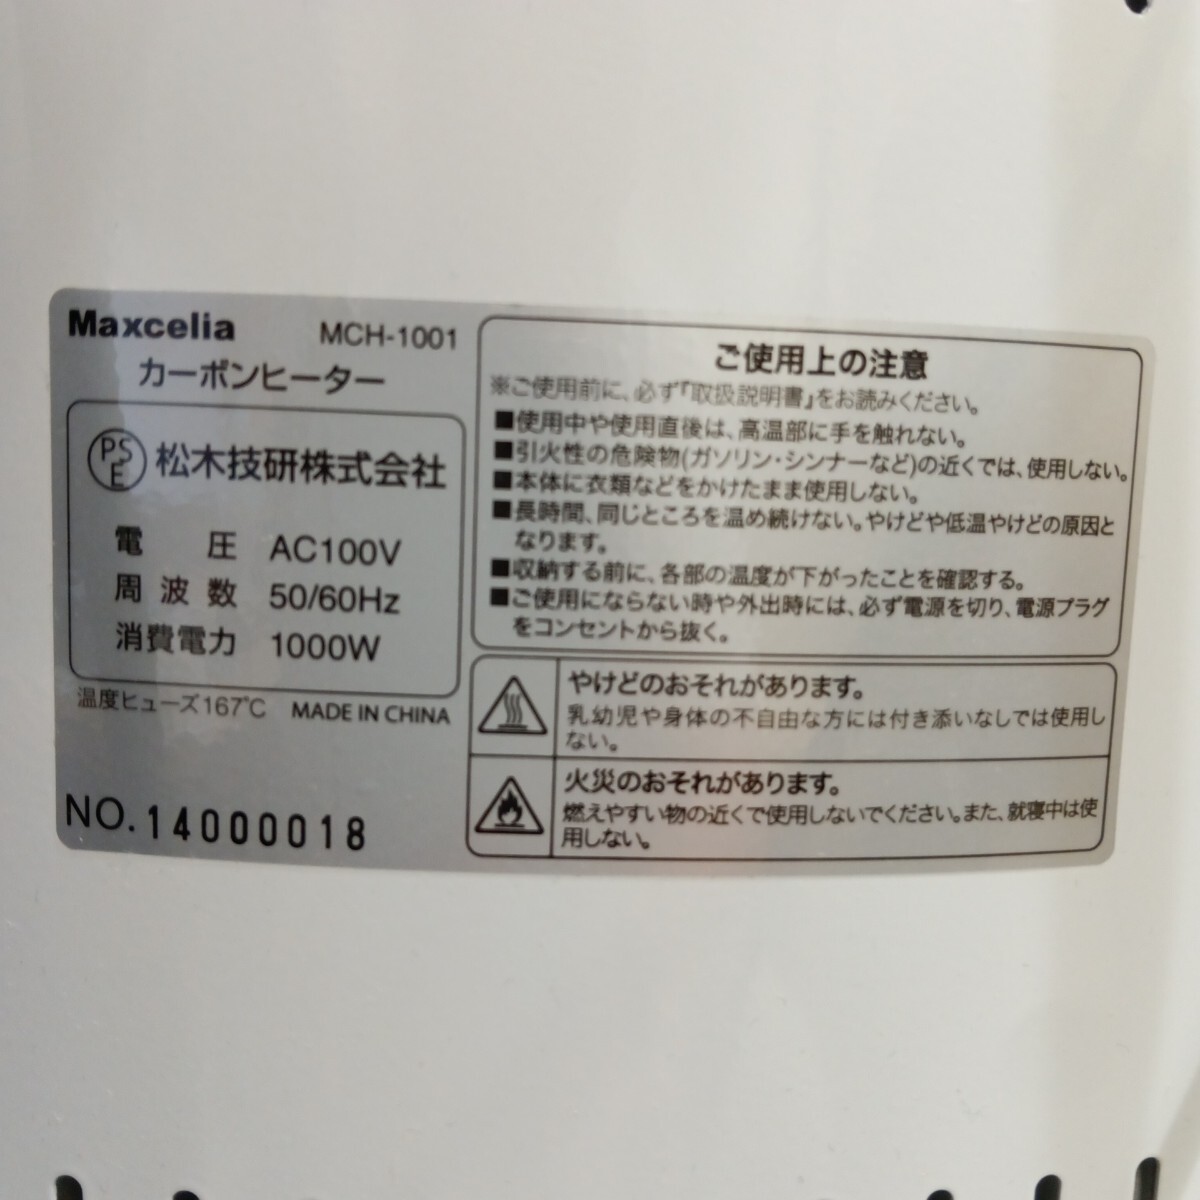 Maxcelia MCH-1001
カーボンヒーター
PSE 松木技研株式会社
電圧 AC100V
周波数 50/60Hz
消費電力 1000W
温度ヒューズ167℃ MADE IN CHINA
NO.14000018
ご使用上の注意
※ご使用前に、必ず『取扱説明書』をお読みください。
■使用中や使用直後は、高温部に手を触れない。
■引火性の危険物(ガソリン・シンナーなど)の近くでは、使用しない。
■本体に衣類などをかけたまま使用しない。
■長時間、同じところを温め続けない。やけどや低温やけどの原因と
なります。
■収納する前に、各部の温度が下がったことを確認する。
■ご使用にならない時や外出時には、必ず電源を切り、電源プラグ
をコンセントから抜く。
やけどのおそれがあります。
乳幼児や身体の不自由な方には付き添いなしでは使用し
ない。
火災のおそれがあります。
燃えやすい物の近くで使用しないでください。また、就寝中は使
用しない。